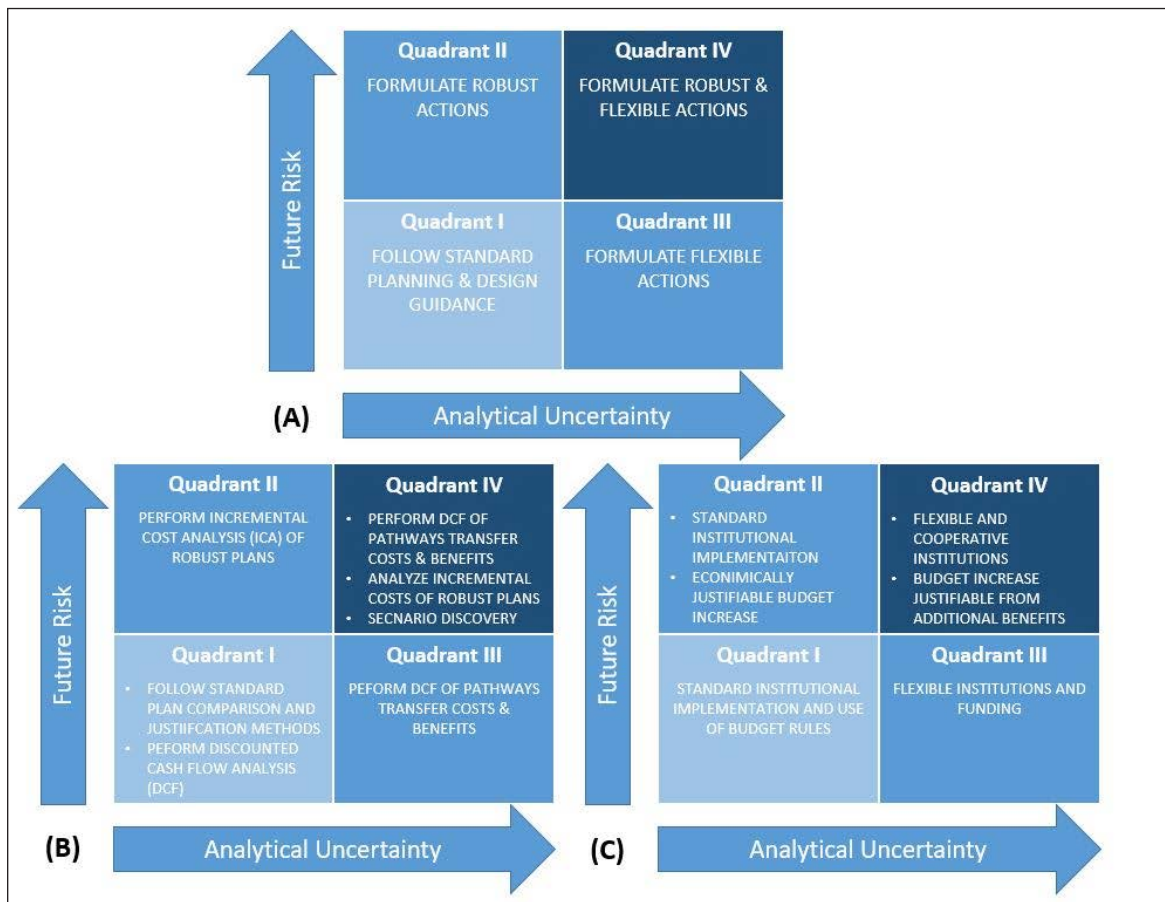 Future Risk
Quadrant II
FORMULATE ROBUST
ACTIONS
Quadrant IV
FORMULATE ROBUST &
FLEXIBLE ACTIONS
Quadrant I
FOLLOW STANDARD
PLANNING & DESIGN
GUIDANCE
Quadrant III
FORMULATE FLEXIBLE
ACTIONS
(A)
Analytical Uncertainty
Future Risk
Quadrant II
PERFORM INCREMENTAL
COST ANALYSIS (ICA) OF
ROBUST PLANS
Quadrant IV
• PERFORM DCF OF
PATHWAYS TRANSFER
COSTS & BENEFITS
• ANALYZE INCREMENTAL
COSTS OF ROBUST PLANS
• SECNARIO DISCOVERY
Quadrant I
• FOLLOW STANDARD
PLAN COMPARISON AND
JUSTIIFCATION METHODS
• PEFORM DISCOUNTED
CASH FLOW ANALYSIS
(DCF)
Quadrant III
PEFORM DCF OF PATHWAYS
TRANSFER COSTS &
BENEFITS
(B)
Analytical Uncertainty
Future Risk
Quadrant II
• STANDARD
INSTITUTIONAL
IMPLEMENTAITON
• ECONIMICALLY
JUSTIFIABLE BUDGET
INCREASE
Quadrant IV
• FLEXIBLE AND
COOPERATIVE
INSTITUTIONS
• BUDGET INCREASE
JUSTIFIABLE FROM
ADDITIONAL BENEFITS
Quadrant I
STANDARD INSTITUTIONAL
IMPLEMENTATION AND USE
OF BUDGET RULES
Quadrant III
FLEXIBLE INSTITUTIONS AND
FUNDING
(C)
Analytical Uncertainty